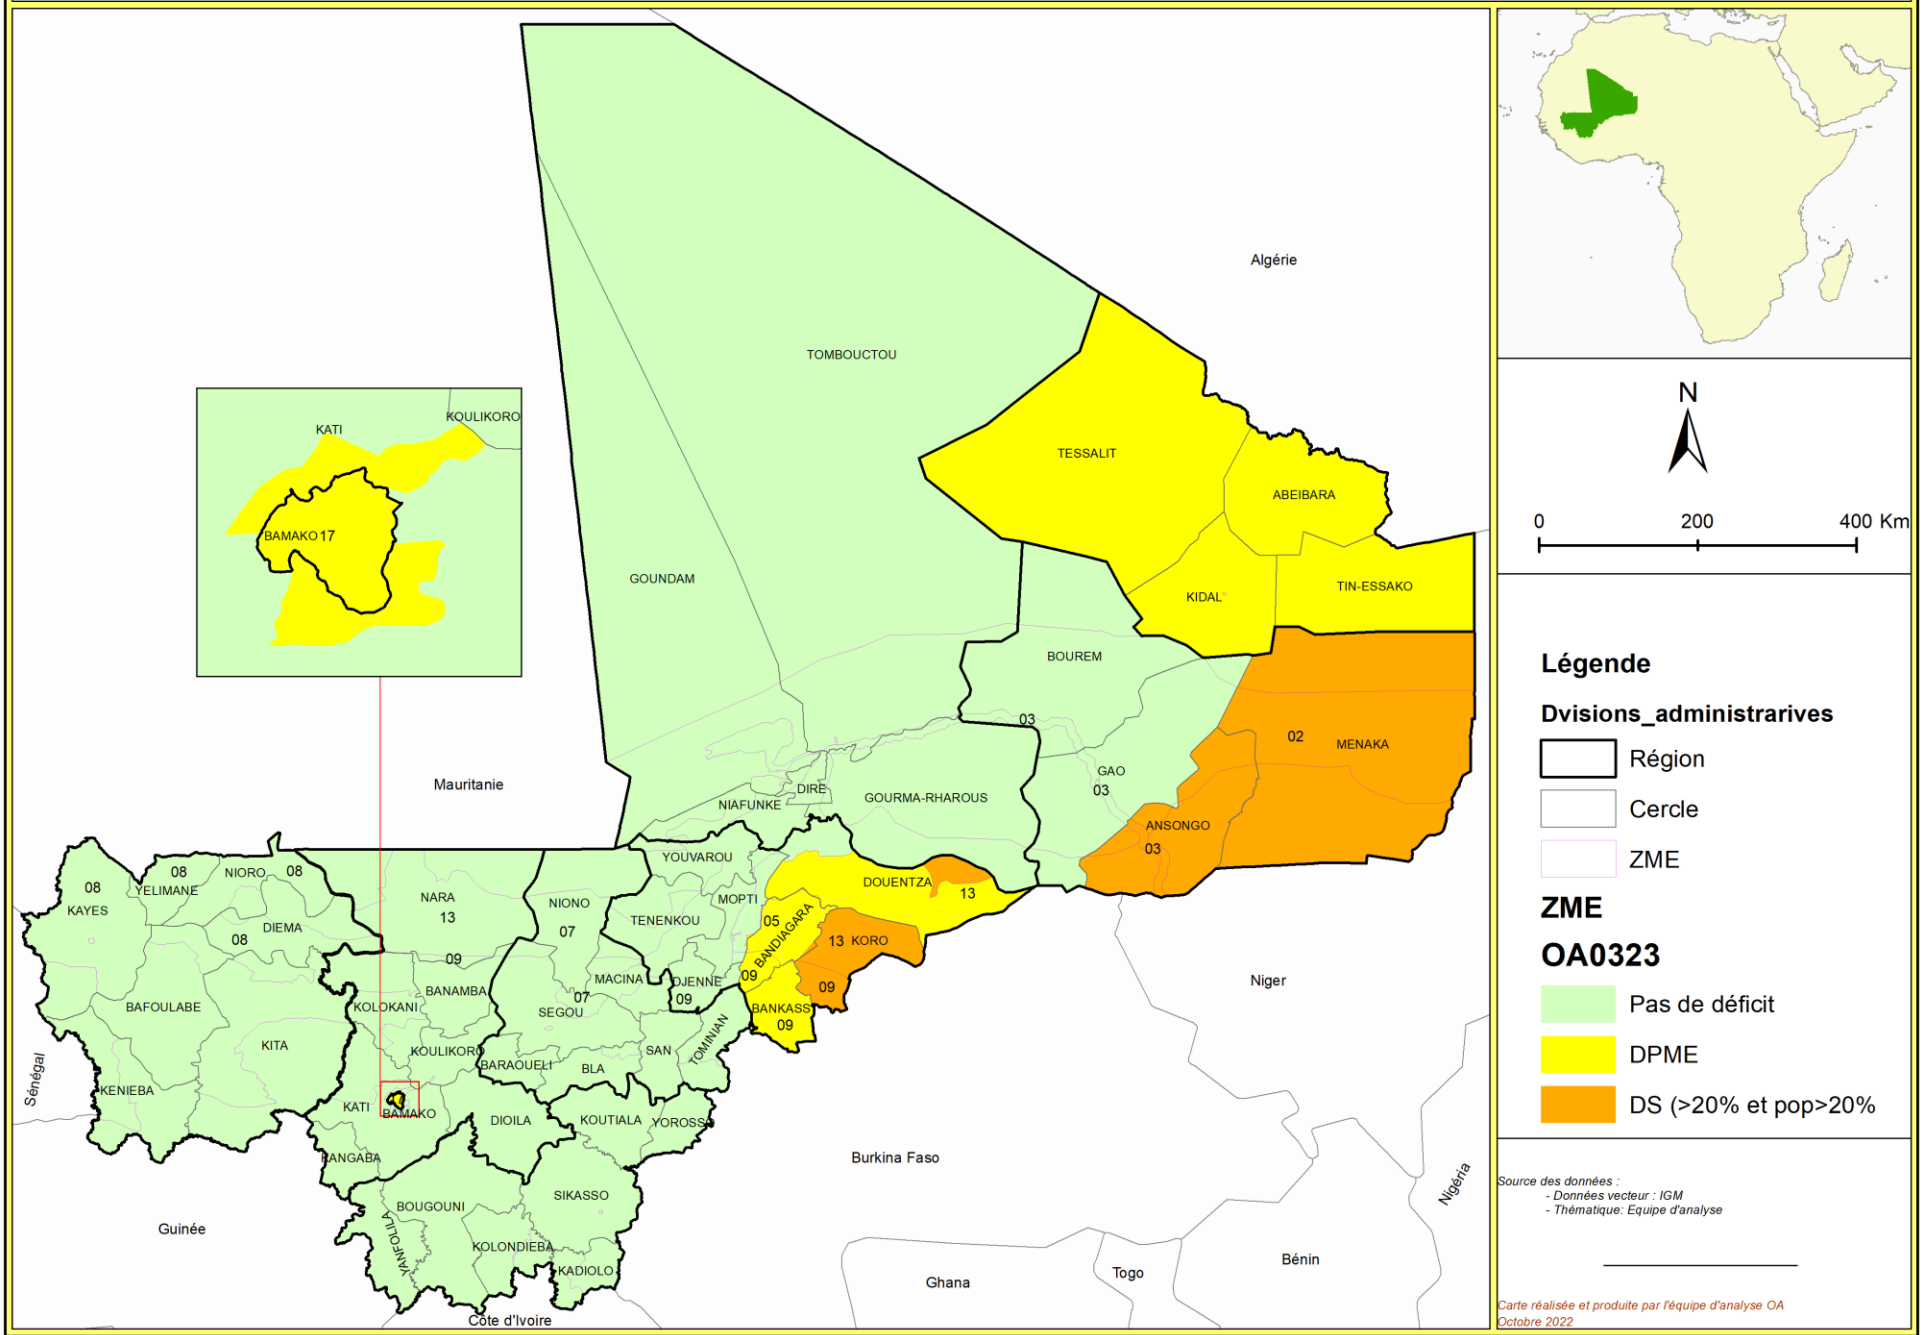 Algérie
TOMBOUCTOU
KOULIKORO
KATI
TESSALIT
ABEIBARA
BAMAKO 17
GOUNDAM
KIDAL
TIN-ESSAKO
BOUREM
03
02
MENAKA
Mauritanie
GAO
03
DIRE
GOURMA-RHAROUS
NIAFUNKE
ANSONGO
03
YOUVAROU
08
NIORO
08
08
YELIMANE
KAYES
NARA
13
NIONO
07
DOUENTZA
13
MOPTI
TENENKOU
05
BANDIAGARA
DIEMA
08
13 KORO
09
09
MACINA
DJENNE
09
09
BANAMBA
KOLOKANI
07
SEGOU
BANKASS
09
BAFOULABE
KITA
Niger
TOMINIAN
SAN
KOULIKORO
BARAOUELI
BLA
Sénégal
KENIEBA
KATI
BAMAKO
DIOILA
KOUTIALA
YOROSSO
KANGABA
Burkina Faso
Nigéria
SIKASSO
BOUGOUNI
YANFOLILA
Guinée
KOLONDIEBA
KADIOLO
Ghana
Togo
Bénin
Côte d'Ivoire
N
0 200 400 Km
Légende
Dvisions_administrarives
Région
Cercle
ZME
ZME
OA0323
Pas de déficit
DPME
DS (>20% et pop>20%
Source des données :
- Données vecteur : IGM
- Thématique: Equipe d'analyse
Carte réalisée et produite par l'équipe d'analyse OA
Octobre 2022